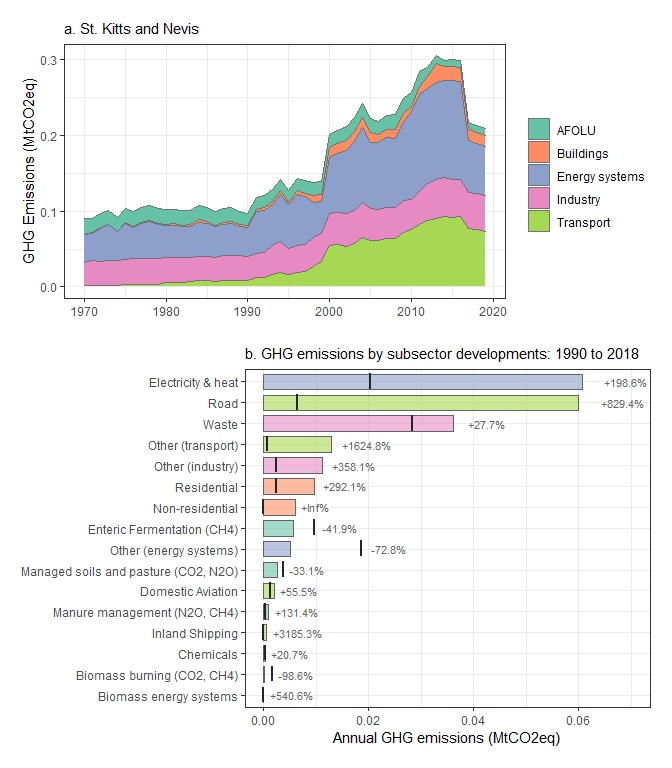 a. St. Kitts and Nevis
GHG Emissions (MtCO2eq)
0.3
0.2
0.1
0.0
1970
1980
1990
2000
2010
2020
AFOLU
Buildings
Energy systems
Industry
Transport
b. GHG emissions by subsector developments: 1990 to 2018
Electricity & heat +198.6%
Road +829.4%
Waste +27.7%
Other (transport) +1624.8%
Other (industry) +358.1%
Residential +292.1%
Non-residential +Inf%
Enteric Fermentation (CH4) -41.9%
Other (energy systems) -72.8%
Managed soils and pasture (CO2, N2O) -33.1%
Domestic Aviation +55.5%
Manure management (N2O, CH4) +131.4%
Inland Shipping +3185.3%
Chemicals +20.7%
Biomass burning (CO2, CH4) -98.6%
Biomass energy systems +540.6%
0.00
0.02
0.04
0.06
Annual GHG emissions (MtCO2eq)